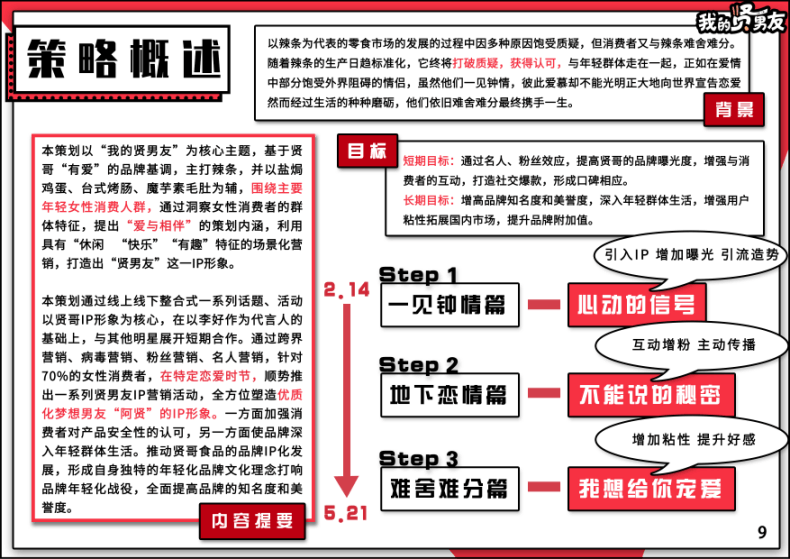 我的贤男友
策略概述
以辣条为代表的零食市场的发展的过程中因多种原因饱受质疑，但消费者又与辣条难舍难分。
随着辣条的生产日趋标准化，它终将打破质疑，获得认可，与年轻群体走在一起，正如在爱情
中部分饱受外界阻碍的情侣，虽然他们一见钟情，彼此爱慕却不能光明正大地向世界宣告恋爱
然而经过生活的种种磨砺，他们依旧难舍难分最终携手一生。
背景
本策划以“我的贤男友”为核心主题，基于贤
哥“有爱”的品牌基调，主打辣条，并以盐焗
鸡蛋、台式烤肠、魔芋素毛肚为辅，围绕主要
年轻女性消费人群，通过洞察女性消费者的群
体特征，提出“爱与相伴”的策划内涵，利用
具有“休闲 “快乐” “有趣”特征的场景化营
销，打造出“贤男友”这一IP形象。
本策划通过线上线下整合式一系列话题、活动
以贤哥IP形象为核心，在以李好作为代言人的
基础上，与其他明星展开短期合作。通过跨界
营销、病毒营销、粉丝营销、名人营销，针对
70%的女性消费者，在特定恋爱时节，顺势推
出一系列贤男友IP营销活动，全方位塑造优质
化梦想男友“阿贤”的IP形象。一方面加强消
费者对产品安全性的认可，另一方面使品牌深
入年轻群体生活。推动贤哥食品的品牌IP化发
展，形成自身独特的年轻化品牌文化理念打响
品牌年轻化战役，全面提高品牌的知名度和美
誉度。
内容提要
目标
短期目标：通过名人、粉丝效应，提高贤哥的品牌曝光度，增强与消
费者的互动，打造社交爆款，形成口碑相应。
长期目标：增高品牌知名度和美誉度，深入年轻群体生活，增强用户
粘性拓展国内市场，提升品牌附加值。
引入IP 增加曝光 引流造势
Step 1
2.14
一见钟情篇
心动的信号
互动增粉 主动传播
Step 2
地下恋情篇
不能说的秘密
增加粘性 提升好感
Step 3
难舍难分篇
我想给你宠爱
5.21
9